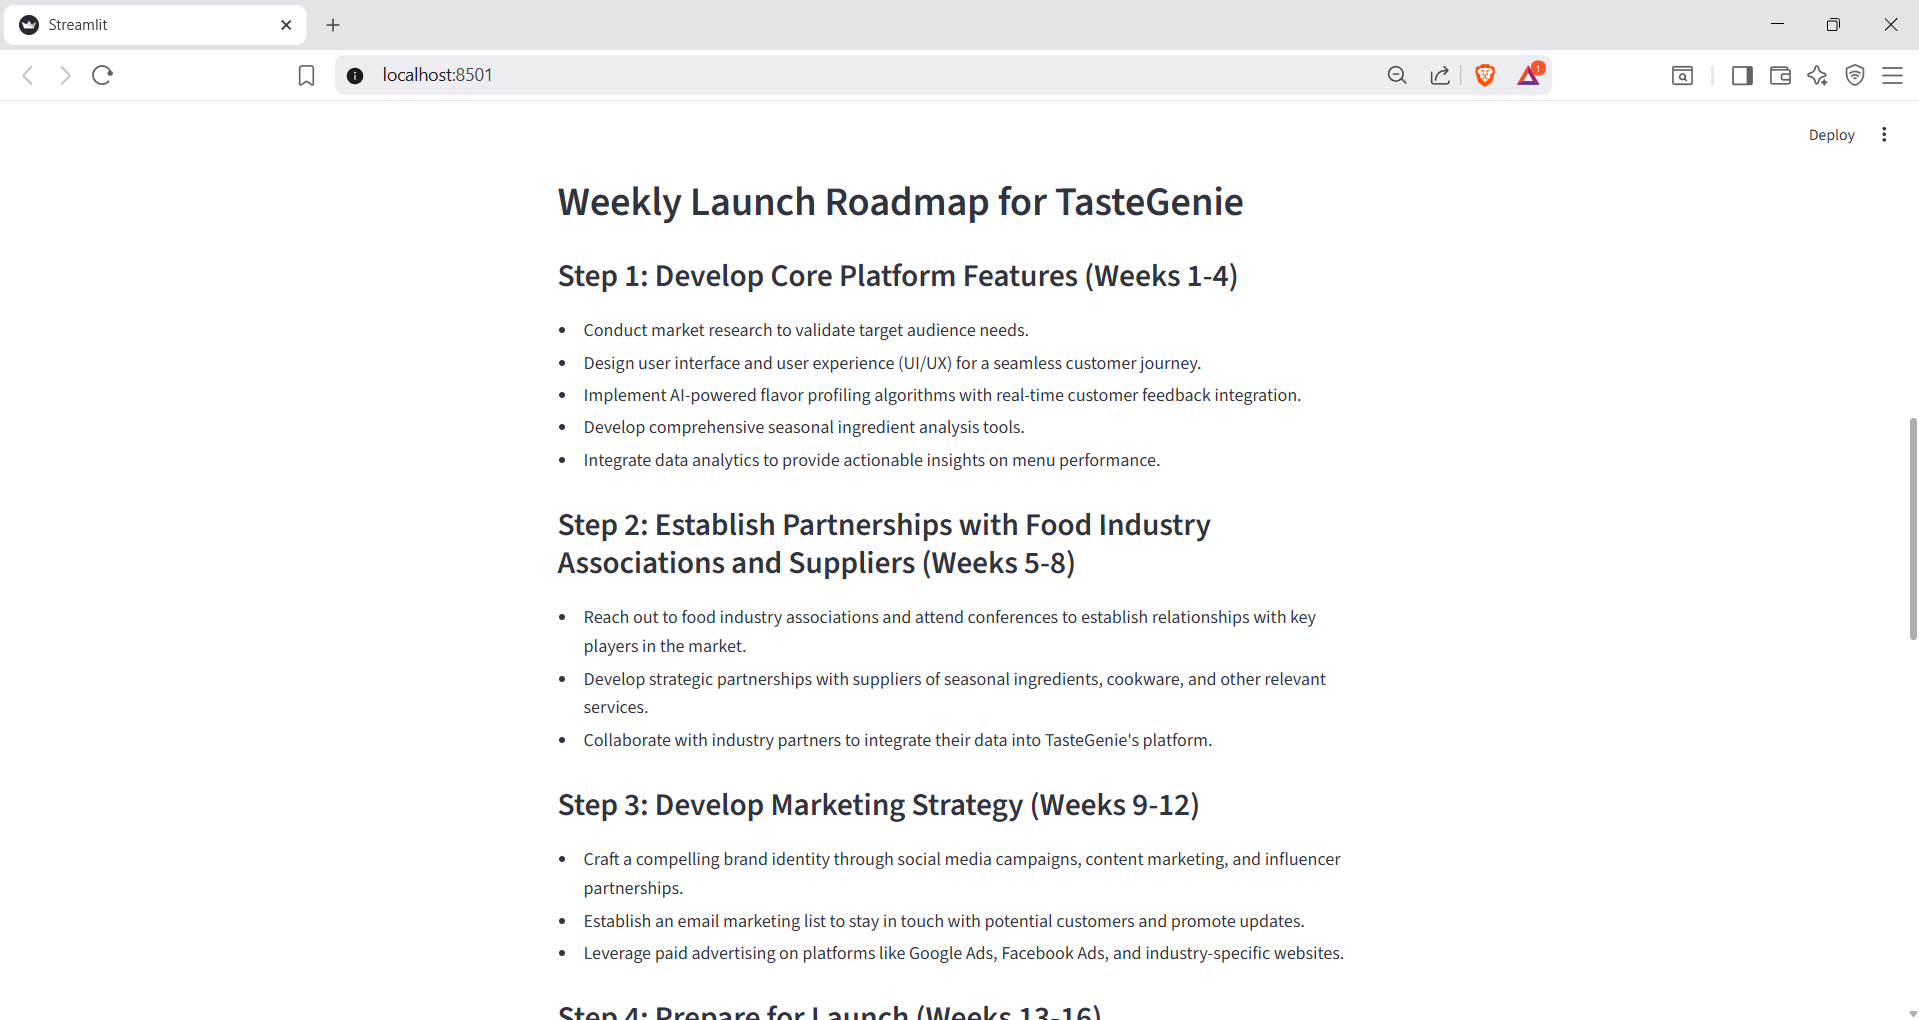 Streamlit
localhost:8501
1
Deploy
Weekly Launch Roadmap for TasteGenie
Step 1: Develop Core Platform Features (Weeks 1-4)
• Conduct market research to validate target audience needs.
• Design user interface and user experience (UI/UX) for a seamless customer journey.
• Implement AI-powered flavor profiling algorithms with real-time customer feedback integration.
• Develop comprehensive seasonal ingredient analysis tools.
• Integrate data analytics to provide actionable insights on menu performance.
Step 2: Establish Partnerships with Food Industry
Associations and Suppliers (Weeks 5-8)
• Reach out to food industry associations and attend conferences to establish relationships with key
players in the market.
• Develop strategic partnerships with suppliers of seasonal ingredients, cookware, and other relevant
services.
• Collaborate with industry partners to integrate their data into TasteGenie's platform.
Step 3: Develop Marketing Strategy (Weeks 9-12)
• Craft a compelling brand identity through social media campaigns, content marketing, and influencer
partnerships.
• Establish an email marketing list to stay in touch with potential customers and promote updates.
• Leverage paid advertising on platforms like Google Ads, Facebook Ads, and industry-specific websites.
Step 4: Prepare for Launch (Weeks 13-16)